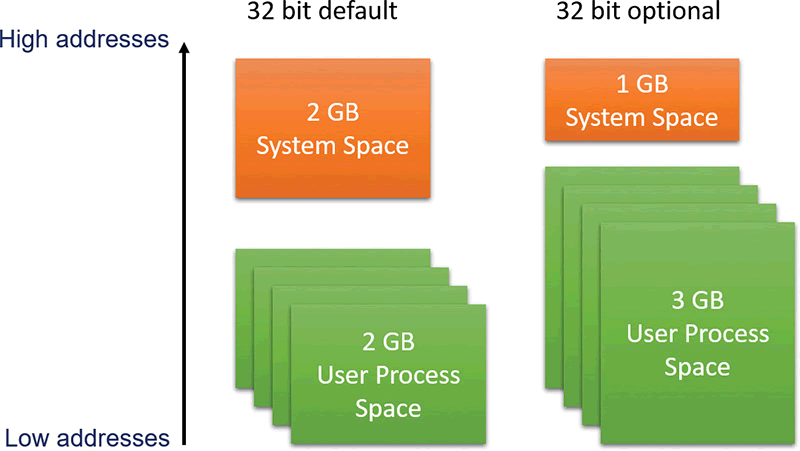 32 bit default
32 bit optional
High addresses
2 GB
System Space
1 GB
System Space
2 GB
User Process
Space
3 GB
User Process
Space
Low addresses